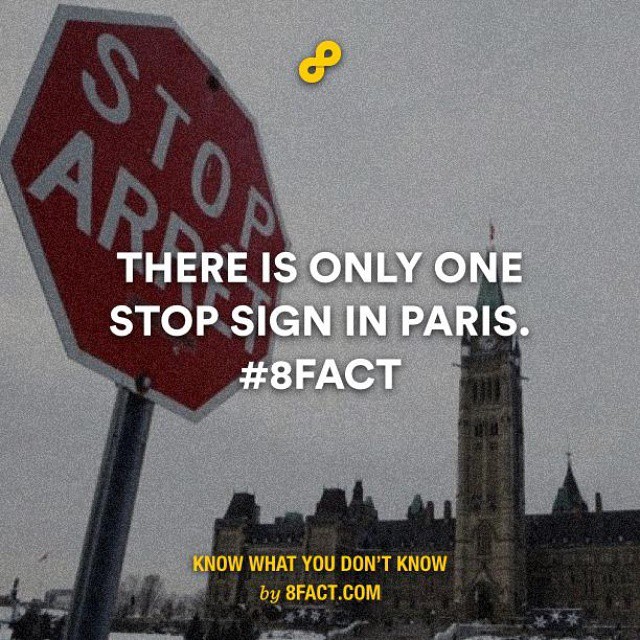 STOP
ARRÊT
THERE IS ONLY ONE
STOP SIGN IN PARIS.
#8FACT
KNOW WHAT YOU DON'T KNOW
by 8FACT.COM